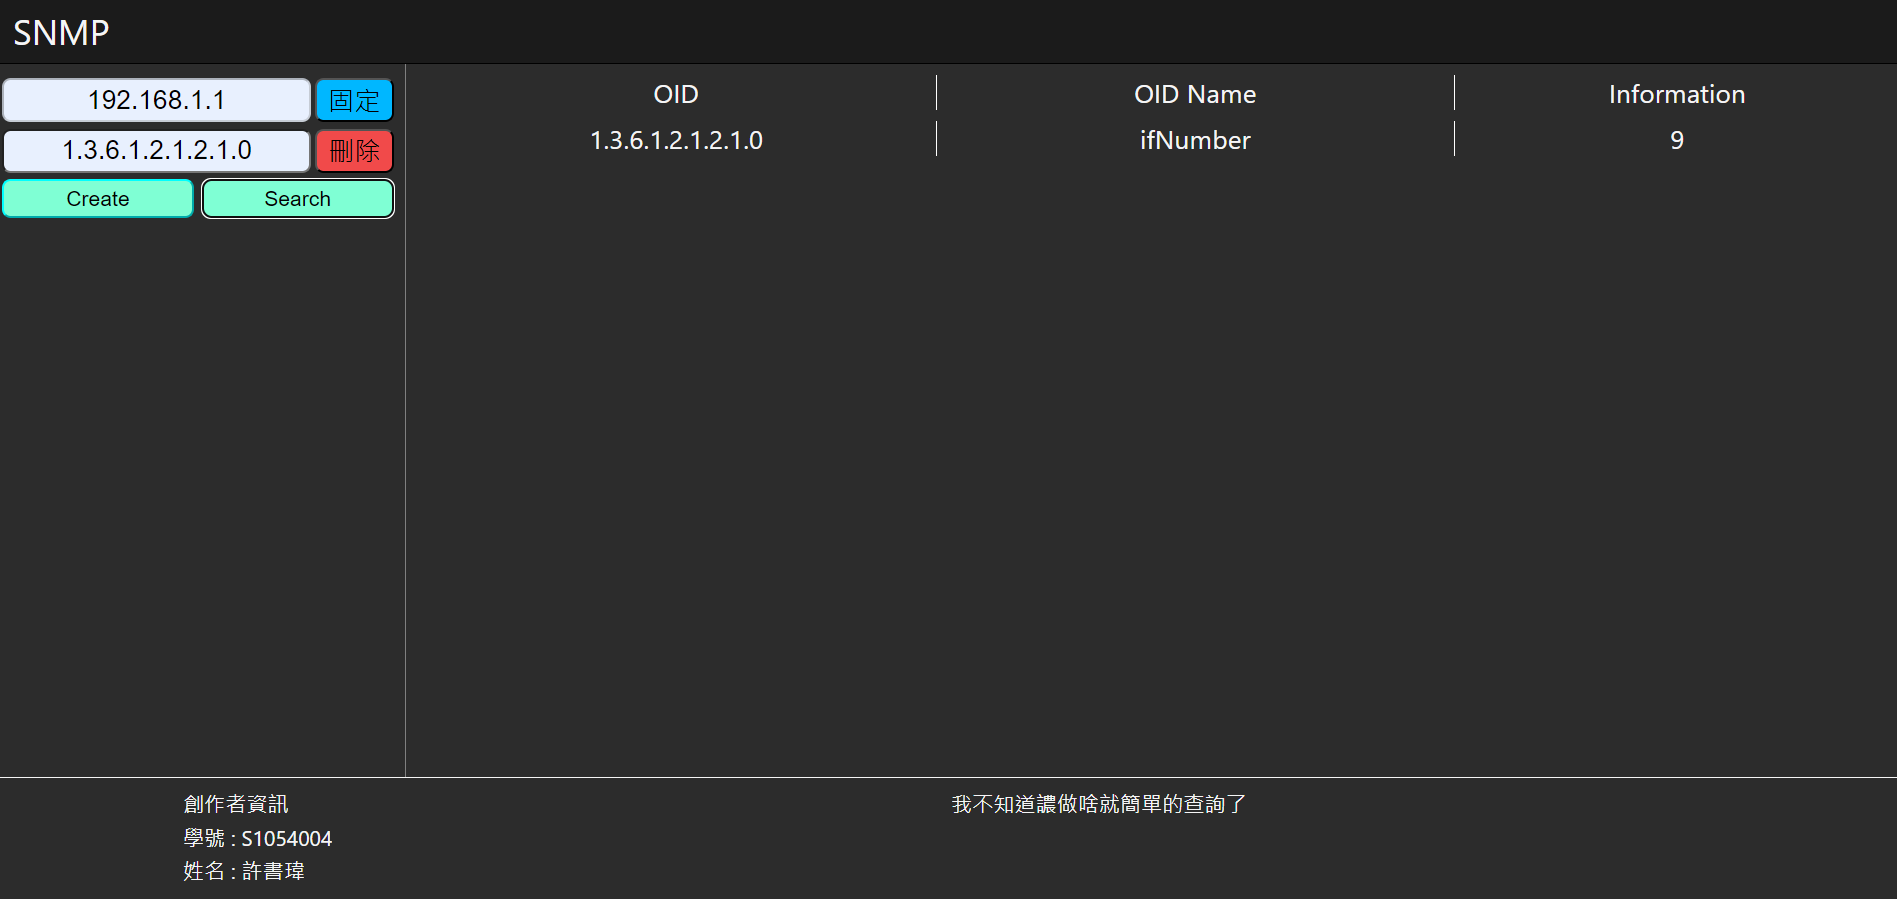 SNMP
192.168.1.1 固定
1.3.6.1.2.1.2.1.0 刪除
Create Search
OID OID Name Information
1.3.6.1.2.1.2.1.0 ifNumber 9
創作者資訊
學號 : S1054004
姓名 : 許書瑋
我不知道讓做啥就簡單的查詢了